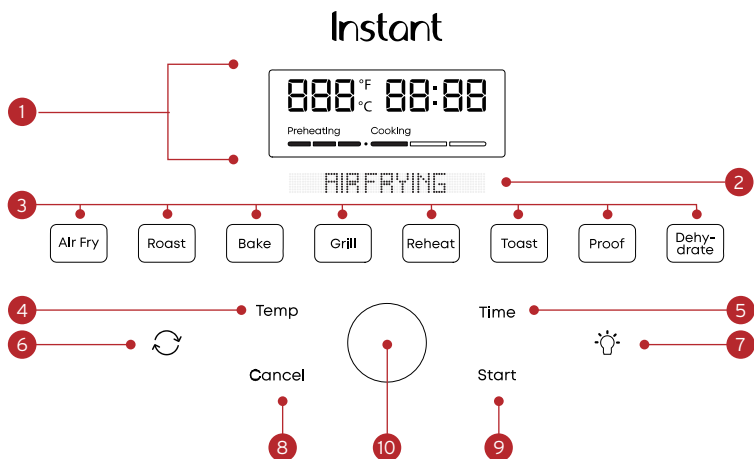 Instant
888 °F °C 88:88
Preheating Cooking
1
AIRFRYING
2
3
Air Fry Roast Bake Grill Reheat Toast Proof Dehy-
drate
4 Temp Time 5
6 7
Cancel Start
8 10 9